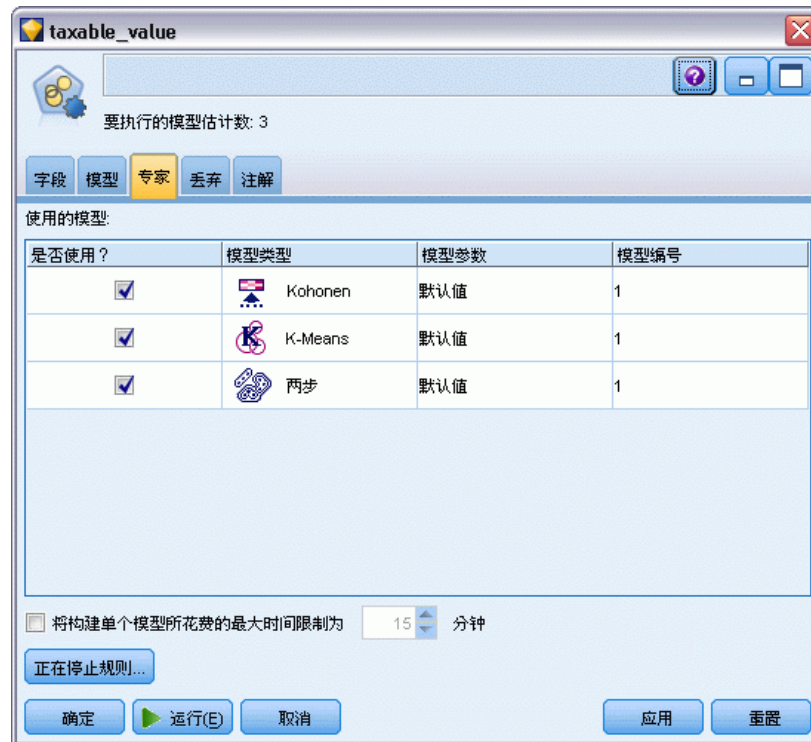 taxable_value
要执行的模型估计数: 3
字段 模型 专家 丢弃 注解
使用的模型:
是否使用？ 模型类型 模型参数 模型编号
Kohonen 默认值 1
K-Means 默认值 1
两步 默认值 1
将构建单个模型所花费的最大时间限制为 15 分钟
正在停止规则...
确定 运行(E) 取消 应用 重置